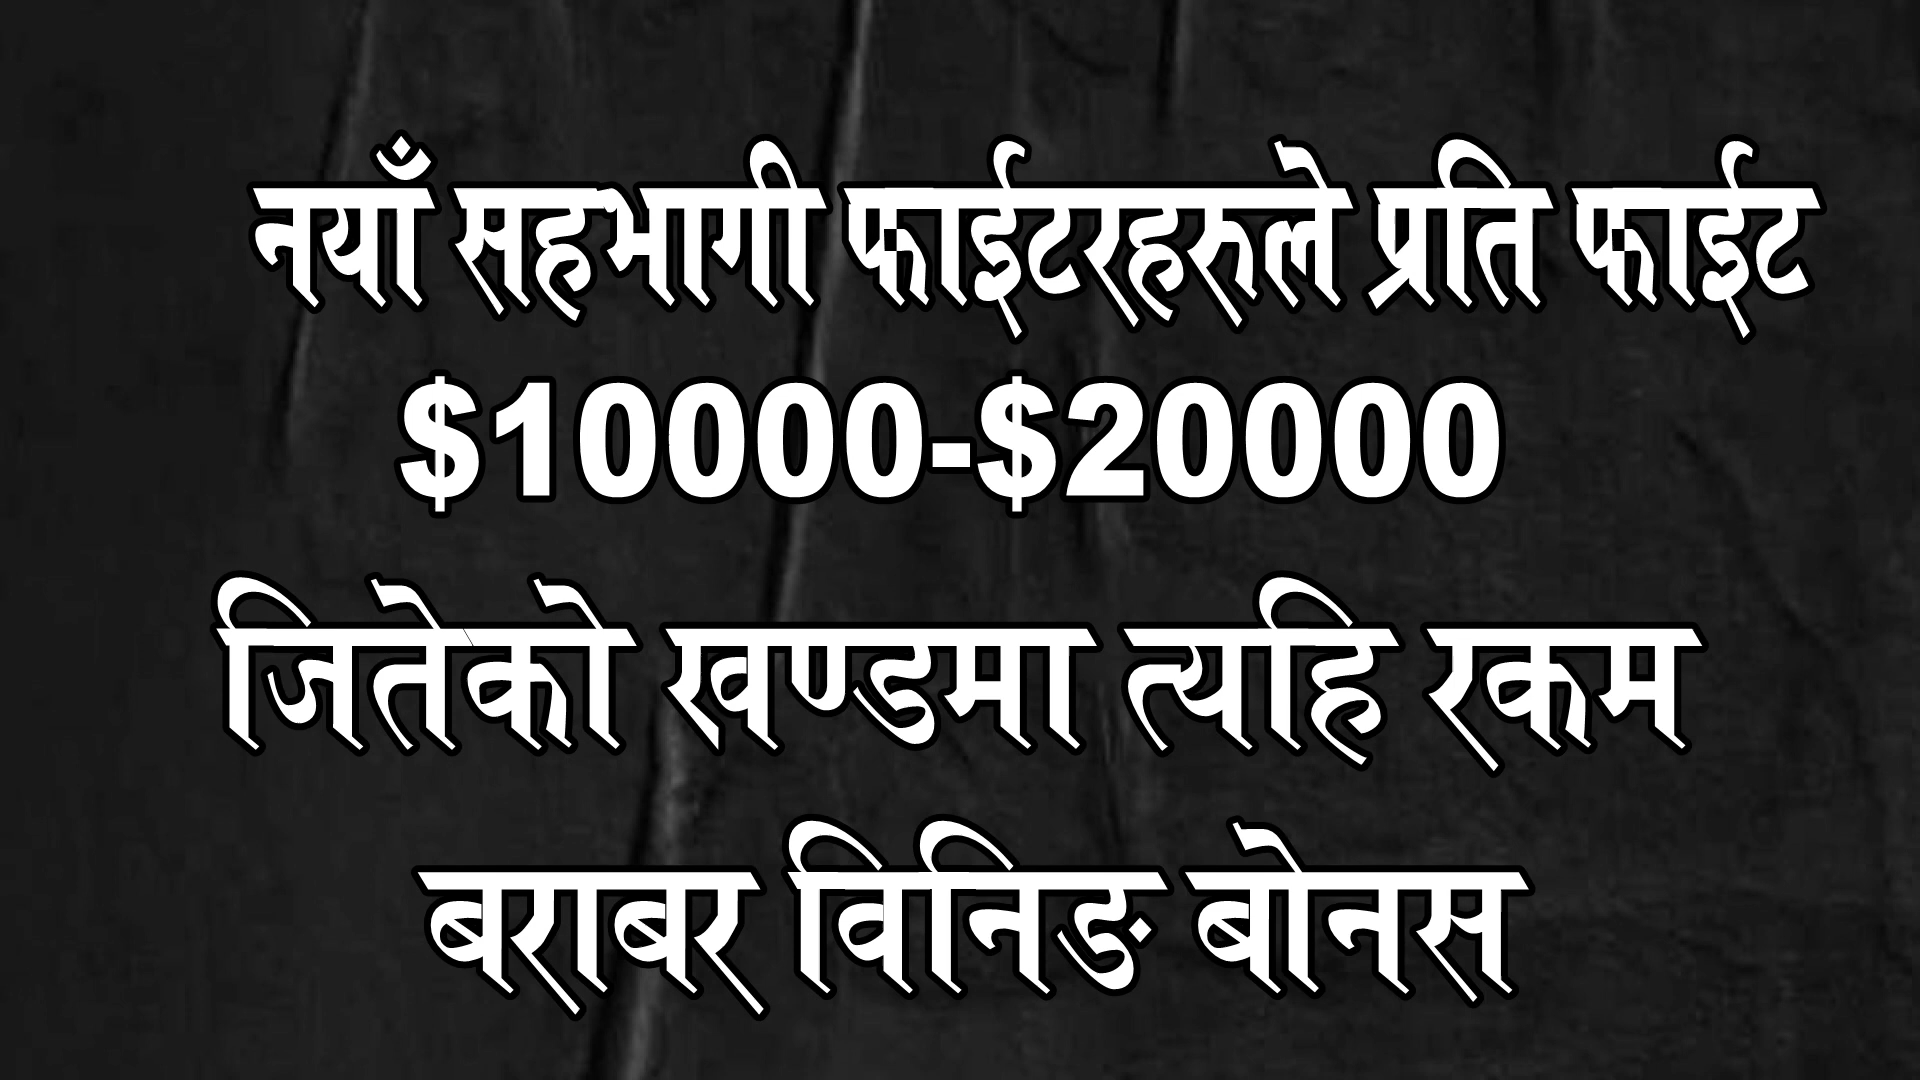 नयाँ सहभागी फाईटरहरुले प्रति फाईट
$10000-$20000
जितेको खण्डमा त्यहि रकम
बराबर विनिङ बोनस